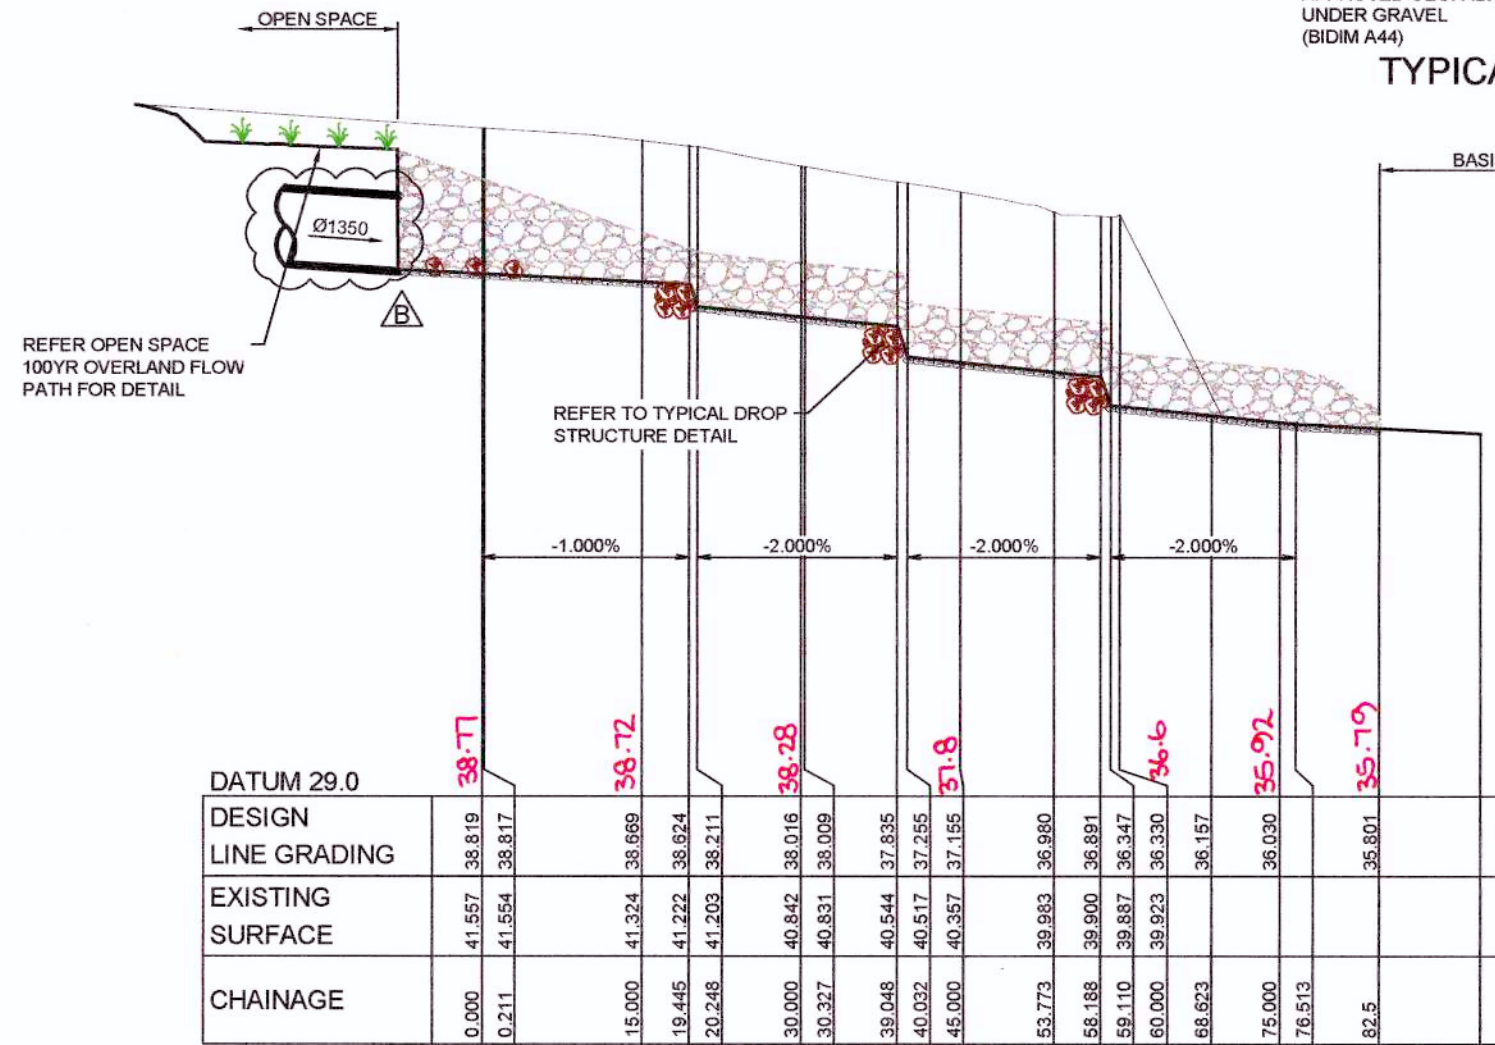 OPEN SPACE
UNDER GRAVEL
(BIDIM A44)
TYPICA
BASI
Ø1350
B
REFER OPEN SPACE
100YR OVERLAND FLOW
PATH FOR DETAIL
REFER TO TYPICAL DROP
STRUCTURE DETAIL
-1.000% -2.000% -2.000% -2.000%
38.77 38.72 38.28 37.8 36.6 35.92 35.79
DATUM 29.0
DESIGN
LINE GRADING
38.819 38.817 38.669 38.624 38.211 38.016 38.009 37.835 37.255 37.155 36.980 36.891 36.347 36.330 36.157 36.030 35.801
EXISTING
SURFACE
41.557 41.554 41.324 41.222 41.203 40.842 40.831 40.544 40.517 40.357 39.983 39.900 39.887 39.923
CHAINAGE
0.000 0.211 15.000 19.445 20.248 30.000 30.327 39.048 40.032 45.000 53.773 58.188 59.110 60.000 68.623 75.000 76.513 82.5